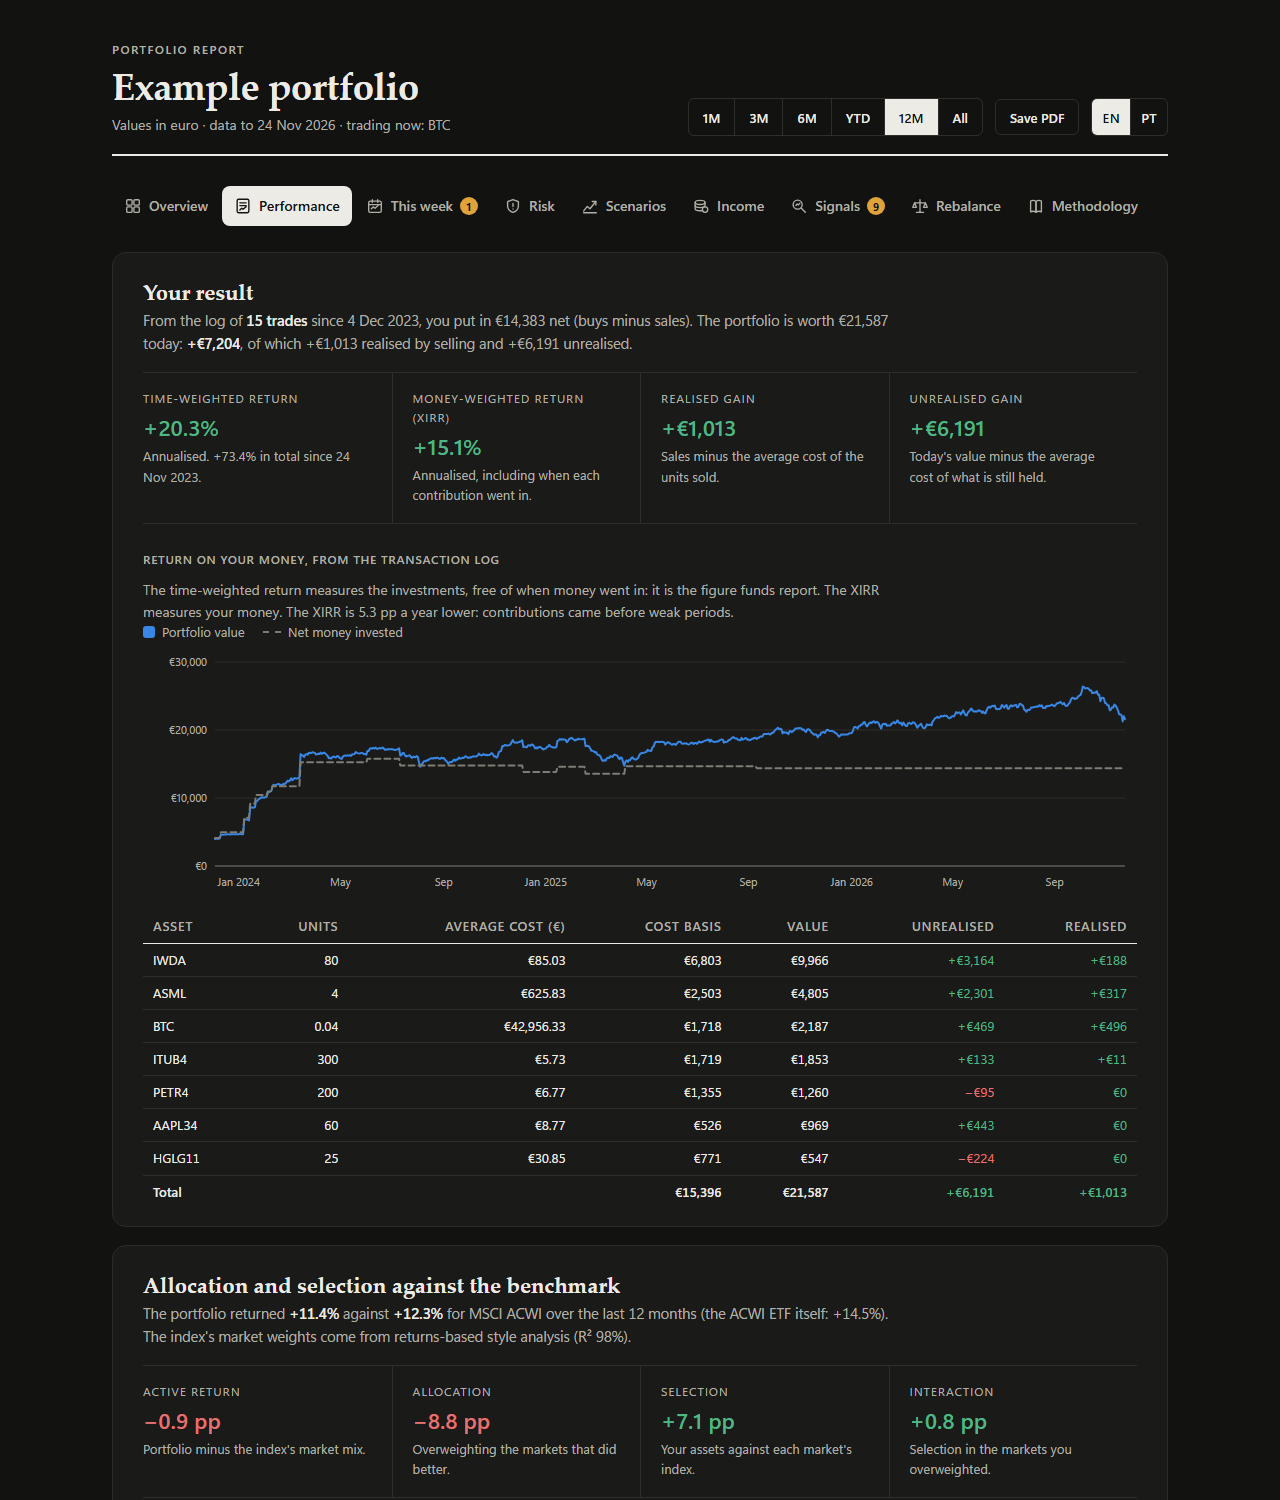 PORTFOLIO REPORT
Example portfolio
Values in euro · data to 24 Nov 2026 · trading now: BTC
1M 3M 6M YTD 12M All Save PDF EN PT
Overview Performance This week 1 Risk Scenarios Income Signals 9 Rebalance Methodology
Your result
From the log of 15 trades since 4 Dec 2023, you put in €14,383 net (buys minus sales). The portfolio is worth €21,587
today: +€7,204, of which +€1,013 realised by selling and +€6,191 unrealised.
TIME-WEIGHTED RETURN
+20.3%
Annualised. +73.4% in total since 24
Nov 2023.
MONEY-WEIGHTED RETURN
(XIRR)
+15.1%
Annualised, including when each
contribution went in.
REALISED GAIN
+€1,013
Sales minus the average cost of the
units sold.
UNREALISED GAIN
+€6,191
Today's value minus the average
cost of what is still held.
RETURN ON YOUR MONEY, FROM THE TRANSACTION LOG
The time-weighted return measures the investments, free of when money went in: it is the figure funds report. The XIRR
measures your money. The XIRR is 5.3 pp a year lower: contributions came before weak periods.
Portfolio value Net money invested
€30,000
€20,000
€10,000
€0
Jan 2024 May Sep Jan 2025 May Sep Jan 2026 May Sep
ASSET UNITS AVERAGE COST (€) COST BASIS VALUE UNREALISED REALISED
IWDA 80 €85.03 €6,803 €9,966 +€3,164 +€188
ASML 4 €625.83 €2,503 €4,805 +€2,301 +€317
BTC 0.04 €42,956.33 €1,718 €2,187 +€469 +€496
ITUB4 300 €5.73 €1,719 €1,853 +€133 +€11
PETR4 200 €6.77 €1,355 €1,260 −€95 €0
AAPL34 60 €8.77 €526 €969 +€443 €0
HGLG11 25 €30.85 €771 €547 −€224 €0
Total €15,396 €21,587 +€6,191 +€1,013
Allocation and selection against the benchmark
The portfolio returned +11.4% against +12.3% for MSCI ACWI over the last 12 months (the ACWI ETF itself: +14.5%).
The index's market weights come from returns-based style analysis (R² 98%).
ACTIVE RETURN
−0.9 pp
Portfolio minus the index's market mix.
ALLOCATION
−8.8 pp
Overweighting the markets that did
better.
SELECTION
+7.1 pp
Your assets against each market's
index.
INTERACTION
+0.8 pp
Selection in the markets you
overweighted.